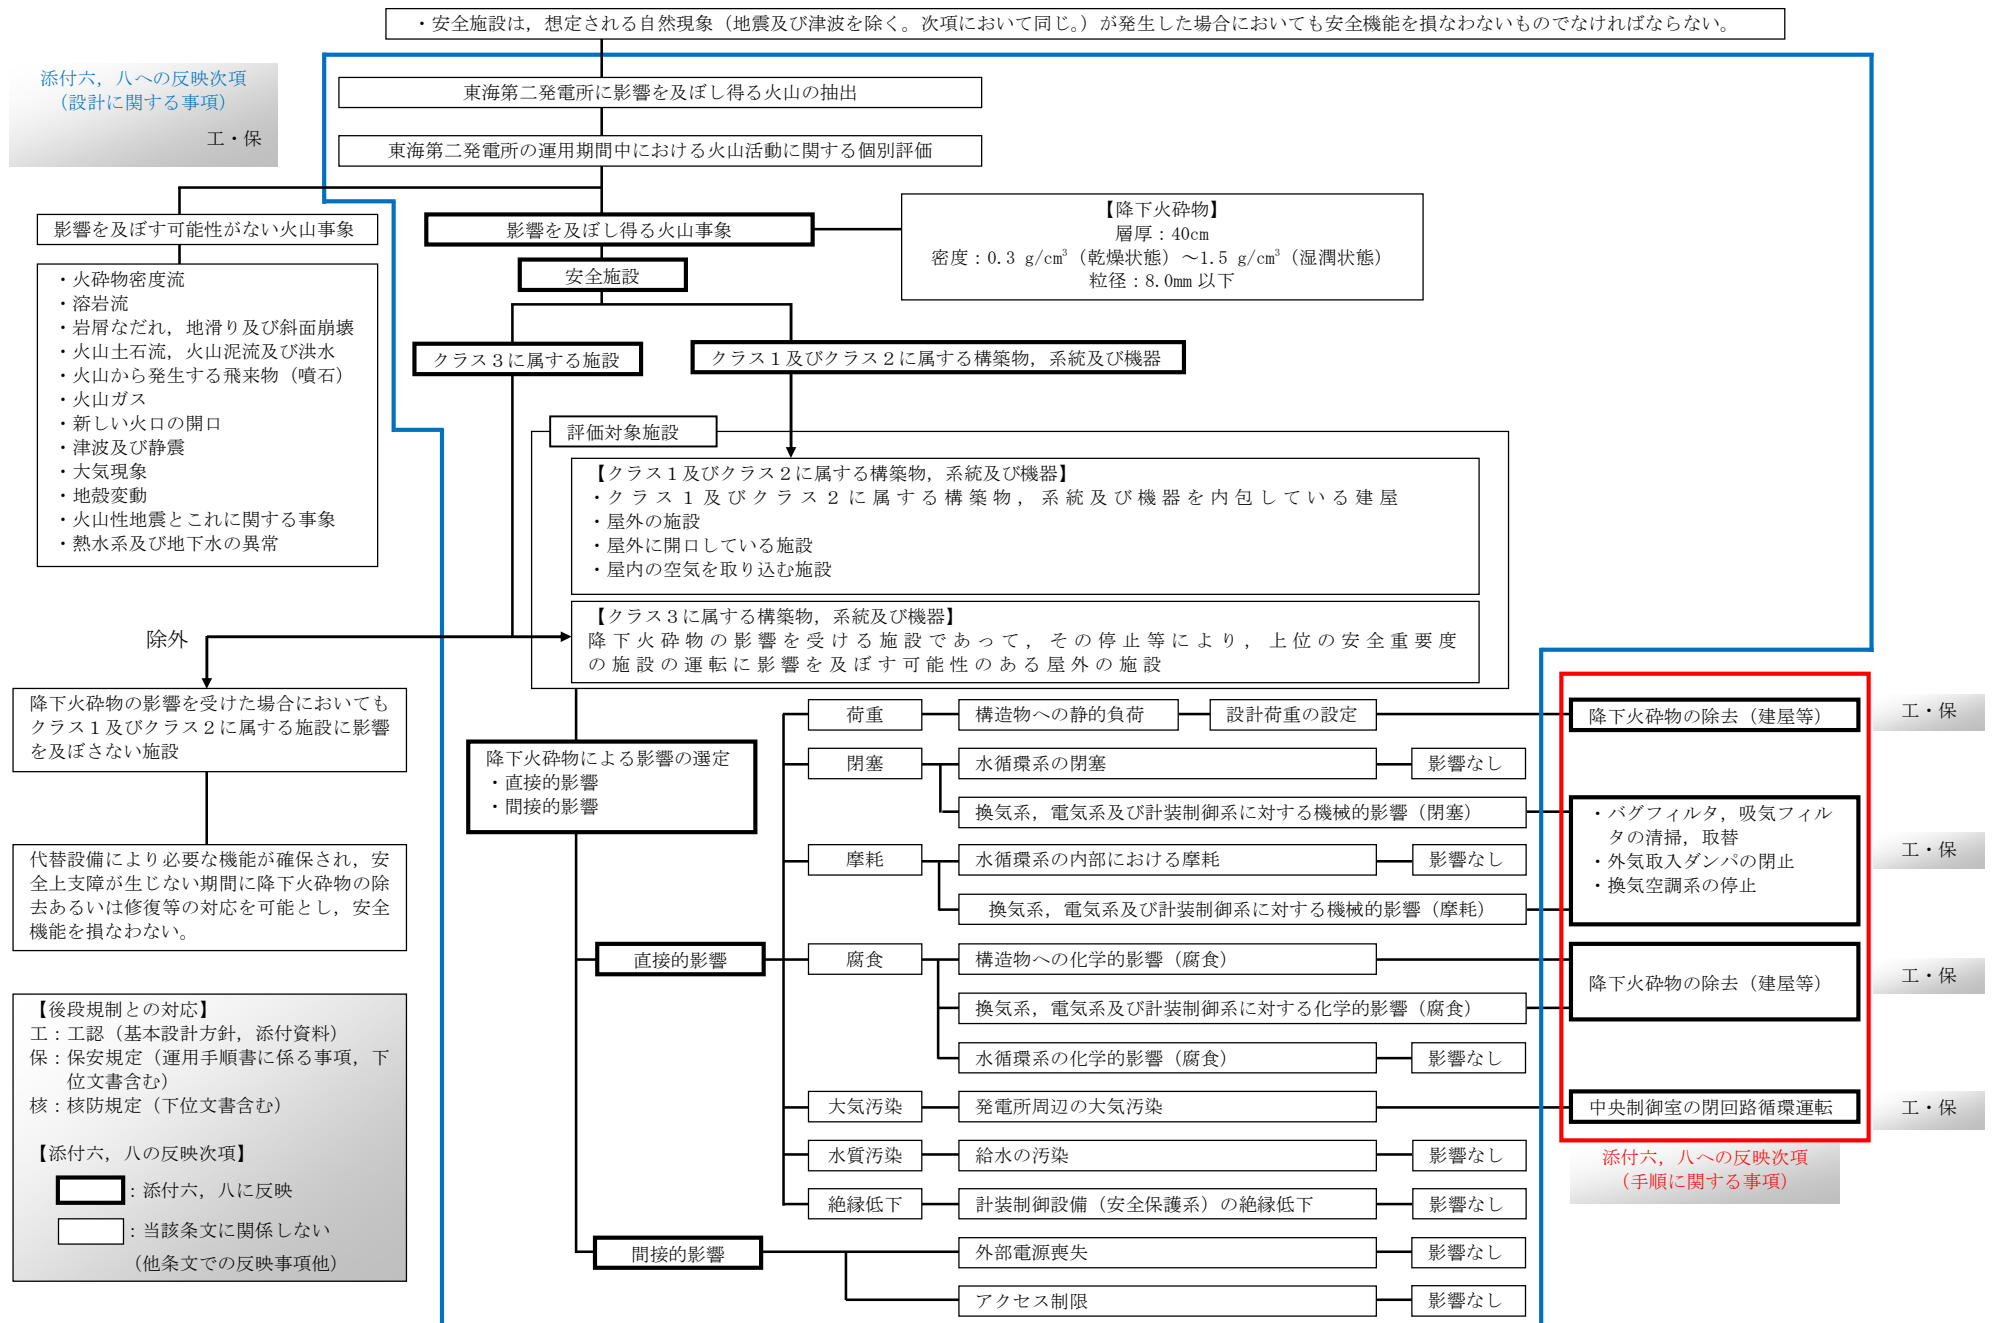 ・安全施設は，想定される自然現象（地震及び津波を除く。次項において同じ。）が発生した場合においても安全機能を損なわないものでなければならない。
添付六，八への反映次項
（設計に関する事項）
工・保
東海第二発電所に影響を及ぼし得る火山の抽出
東海第二発電所の運用期間中における火山活動に関する個別評価
影響を及ぼす可能性がない火山事象
・火砕物密度流
・溶岩流
・岩屑なだれ，地滑り及び斜面崩壊
・火山土石流，火山泥流及び洪水
・火山から発生する飛来物（噴石）
・火山ガス
・新しい火口の開口
・津波及び静震
・大気現象
・地殻変動
・火山性地震とこれに関する事象
・熱水系及び地下水の異常
影響を及ぼし得る火山事象
【降下火砕物】
層厚：40cm
密度：0.3 g/cm³（乾燥状態）～1.5 g/cm³（湿潤状態）
粒径：8.0mm 以下
安全施設
クラス３に属する施設
クラス１及びクラス２に属する構築物，系統及び機器
評価対象施設
【クラス１及びクラス２に属する構築物，系統及び機器】
・クラス１及びクラス２に属する構築物，系統及び機器を内包している建屋
・屋外の施設
・屋外に開口している施設
・屋内の空気を取り込む施設
【クラス３に属する構築物，系統及び機器】
降下火砕物の影響を受ける施設であって，その停止等により，上位の安全重要度
の施設の運転に影響を及ぼす可能性のある屋外の施設
除外
降下火砕物の影響を受けた場合においても
クラス１及びクラス２に属する施設に影響
を及ぼさない施設
代替設備により必要な機能が確保され，安
全上支障が生じない期間に降下火砕物の除
去あるいは修復等の対応を可能とし，安全
機能を損なわない。
降下火砕物による影響の選定
・直接的影響
・間接的影響
直接的影響
荷重
構造物への静的負荷
設計荷重の設定
降下火砕物の除去（建屋等）
工・保
閉塞
水循環系の閉塞
影響なし
換気系，電気系及び計装制御系に対する機械的影響（閉塞）
・バグフィルタ，吸気フィル
タの清掃，取替
・外気取入ダンパの閉止
・換気空調系の停止
工・保
摩耗
水循環系の内部における摩耗
影響なし
換気系，電気系及び計装制御系に対する機械的影響（摩耗）
腐食
構造物への化学的影響（腐食）
換気系，電気系及び計装制御系に対する化学的影響（腐食）
降下火砕物の除去（建屋等）
工・保
水循環系の化学的影響（腐食）
影響なし
大気汚染
発電所周辺の大気汚染
中央制御室の閉回路循環運転
工・保
水質汚染
給水の汚染
影響なし
絶縁低下
計装制御設備（安全保護系）の絶縁低下
影響なし
間接的影響
外部電源喪失
影響なし
アクセス制限
影響なし
添付六，八への反映次項
（手順に関する事項）
【後段規制との対応】
工：工認（基本設計方針，添付資料）
保：保安規定（運用手順書に係る事項，下
位文書含む）
核：核防規定（下位文書含む）
【添付六，八の反映次項】
：添付六，八に反映
：当該条文に関係しない
（他条文での反映事項他）